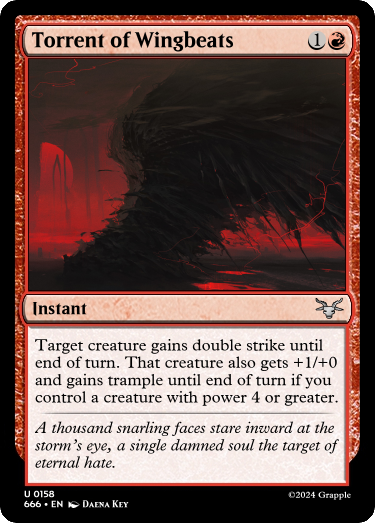 Torrent of Wingbeats 1
Instant
Target creature gains double strike until
end of turn. That creature also gets +1/+0
and gains trample until end of turn if you
control a creature with power 4 or greater.
A thousand snarling faces stare inward at the
storm's eye, a single damned soul the target of
eternal hate.
U 0158
666 • EN Daena Key ©2024 Grapple